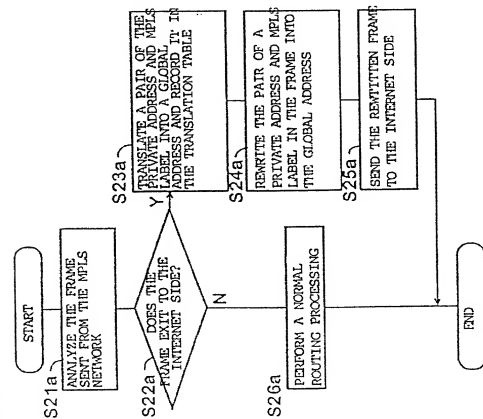 START
S21a
ANALYZE THE FRAME
SENT FROM THE MPLS
NETWORK
S22a
DOES THE
FRAME EXIT TO THE
INTERNET SIDE?
Y
N
S23a
TRANSLATE A PAIR OF THE
PRIVATE ADDRESS AND MPLS
LABEL INTO A GLOBAL
ADDRESS AND RECORD IT IN
THE TRANSLATION TABLE
S24a
REWRITE THE PAIR OF A
PRIVATE ADDRESS AND MPLS
LABEL IN THE FRAME INTO
THE GLOBAL ADDRESS
S25a
SEND THE REWTITTEN FRAME
TO THE INTERNET SIDE
S26a
PERFORM A NORMAL
ROUTING PROCESSING
END